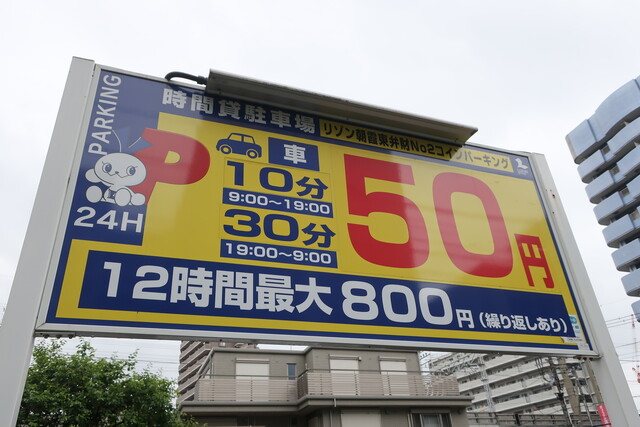 PARKING
24H
P
時間貸駐車場
リゾン朝霞東弁財No2コインパーキング
車
10分
9:00～19:00
30分
19:00～9:00
50円
12時間最大800円(繰り返しあり)